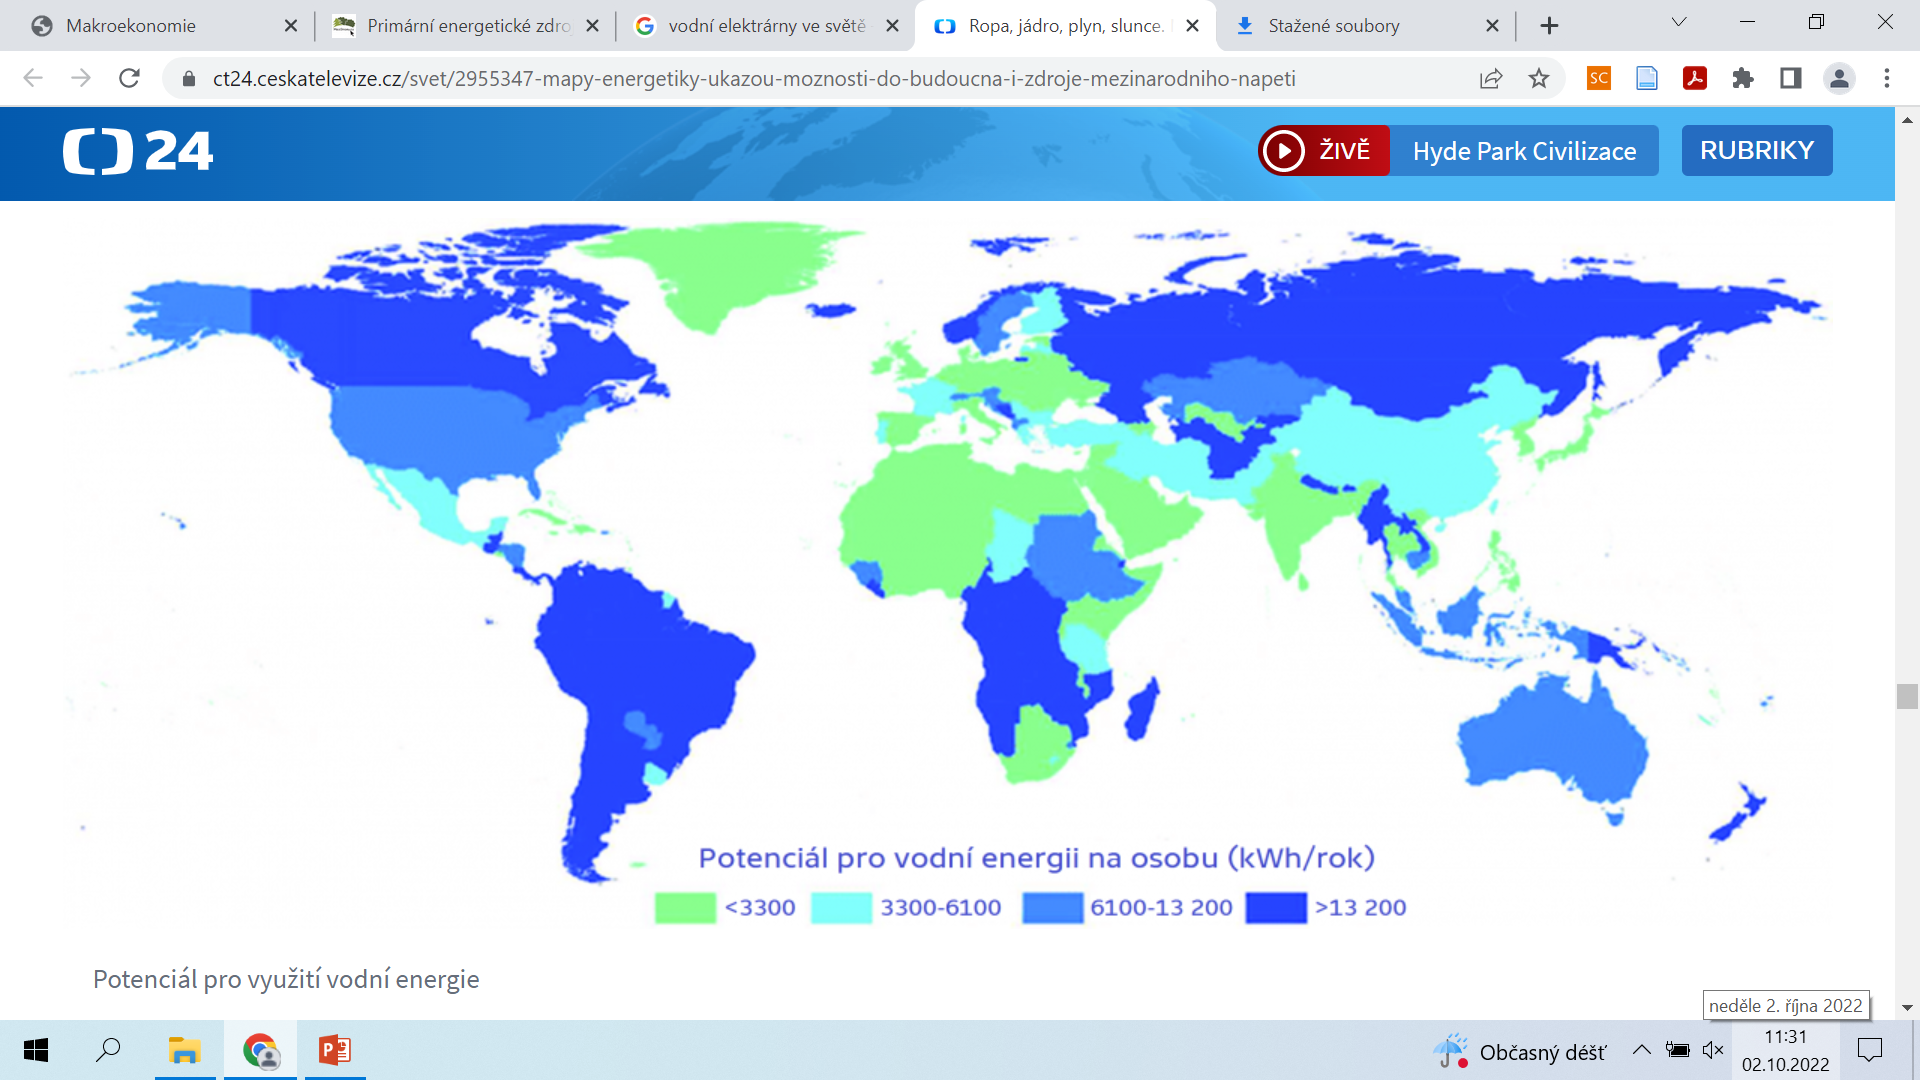 Makroekonomie
Primární energetické zdro
vodní elektrárny ve světě
Ropa, jádro, plyn, slunce.
Stažené soubory
ct24.ceskatelevize.cz/svet/2955347-mapy-energetiky-ukazou-moznosti-do-budoucna-i-zdroje-mezinarodniho-napeti
SC
24
ŽIVĚ
Hyde Park Civilizace
RUBRIKY
Potenciál pro vodní energii na osobu (kWh/rok)
<3300 3300-6100 6100-13 200 >13 200
Potenciál pro využití vodní energie
neděle 2. října 2022
P
Občasný déšť
11:31
02.10.2022